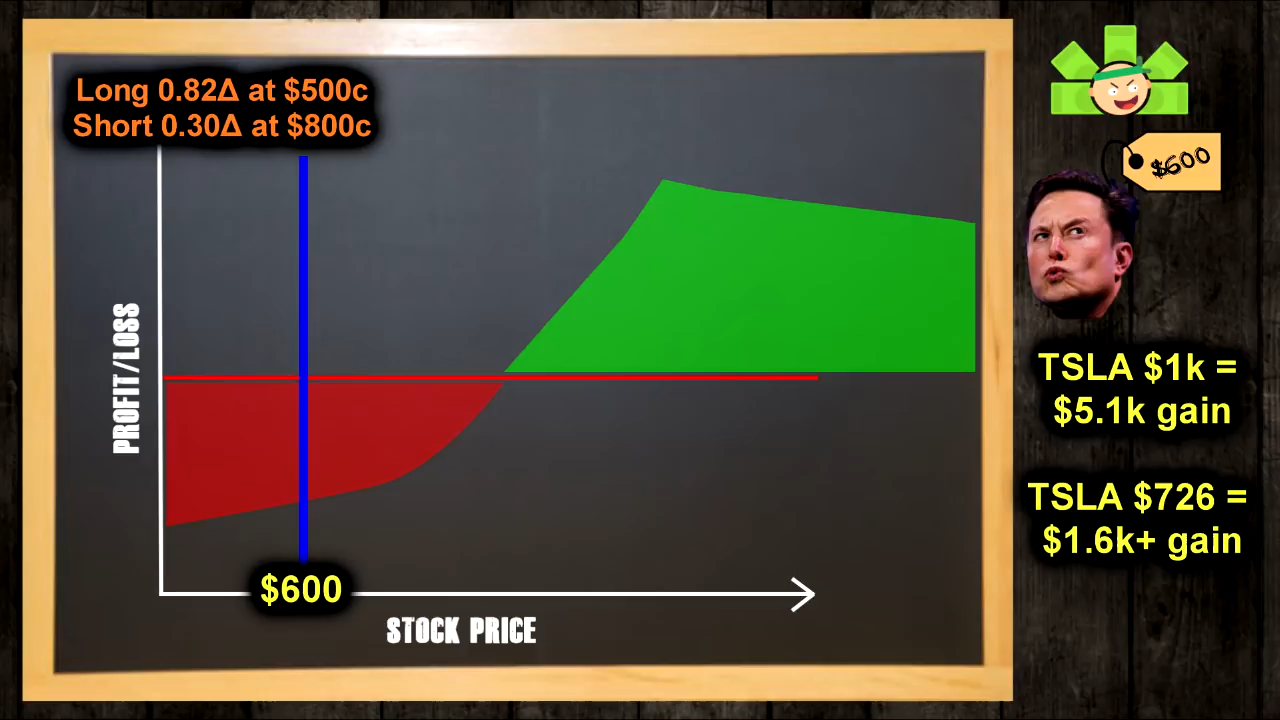 Long 0.82Δ at $500c
Short 0.30Δ at $800c
$600
PROFIT/LOSS
$600
STOCK PRICE
TSLA $1k =
$5.1k gain
TSLA $726 =
$1.6k+ gain